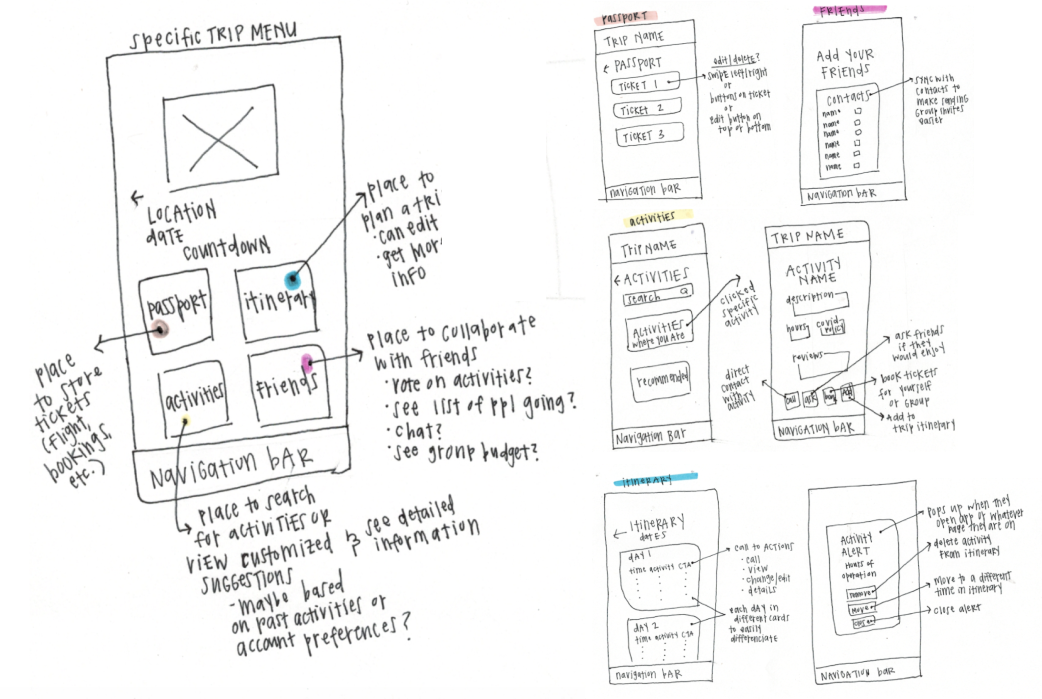 specific TRIP MENU
LOCATION
dATE
COUNTDOWN
passport
itinerary
activities
Friends
NAVIGATION bAR
place to
plan a tri
· can edit
· get mor
info
place to collaborate
with friends
· vote on activities?
· see list of ppl going?
· chat?
· see group budget?
place
to store
tickets
(flight,
bookings,
etc.)
place to search
for activities or
view customized
suggestions
- maybe based
on past activities or
account preferences?
& see detailed
information
PASSPORT
TRIP NAME
PASSPORT
TICKET 1
TICKET 2
TICKET 3
NAVIGATION bAR
edit/delete?
swipe left/right
or
buttons on ticket
or
edit button on
top or bottom
FRIENDS
Add YOUR
FRIENDS
contacts
name
name
name
name
name
name
NAVIGATION bAR
sync with
contacts to
make sending
group invites
easier
activities
Trip NAME
ACTIVITIES
search
ACTIVITIES
where you are
recommended
Navigation Bar
clicked
specific
activity
TRIP NAME
ACTIVITY
NAME
description
hours
covid
policy
reviews
call
ask
book
Add
NAVIGATION bAR
direct
contact
with
activity
ask friends
if they
would enjoy
book tickets
for yourself
or group
Add to
trip itinerary
itinerary
ITINERARY
dATES
dAY 1
time activity CTA
dAY 2
time activity CTA
navigation bar
call to ACTIONS
· call
· view
· change/edit
· details
each dAY in
different cards
to easily
differenciate
Activity
ALERT
Hours of
operation
remove
move
close
NAVIGATION bar
pops up when they
open app or whatever
page they are on
delete activity
from itinerary
move to a different
time in itinerary
close alert